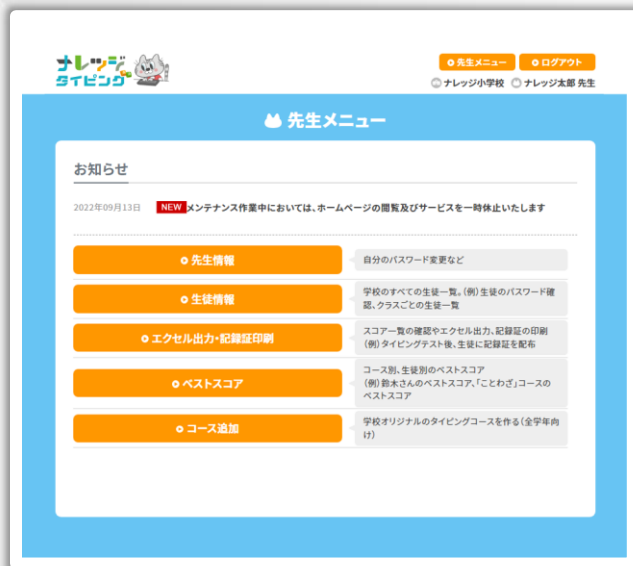 ナレッジ
タイピング
先生メニュー
ログアウト
ナレッジ小学校 ナレッジ太郎 先生
先生メニュー
お知らせ
2022年09月13日 NEW メンテナンス作業中においては、ホームページの閲覧及びサービスを一時休止いたします
先生情報
自分のパスワード変更など
生徒情報
学校のすべての生徒一覧。(例)生徒のパスワード確
認、クラスごとの生徒一覧
エクセル出力・記録証印刷
スコア一覧の確認やエクセル出力、記録証の印刷
(例)タイピングテスト後、生徒に記録証を配布
ベストスコア
コース別、生徒別のベストスコア
(例)鈴木さんのベストスコア、「ことわざ」コースの
ベストスコア
コース追加
学校オリジナルのタイピングコースを作る(全学年向
け)